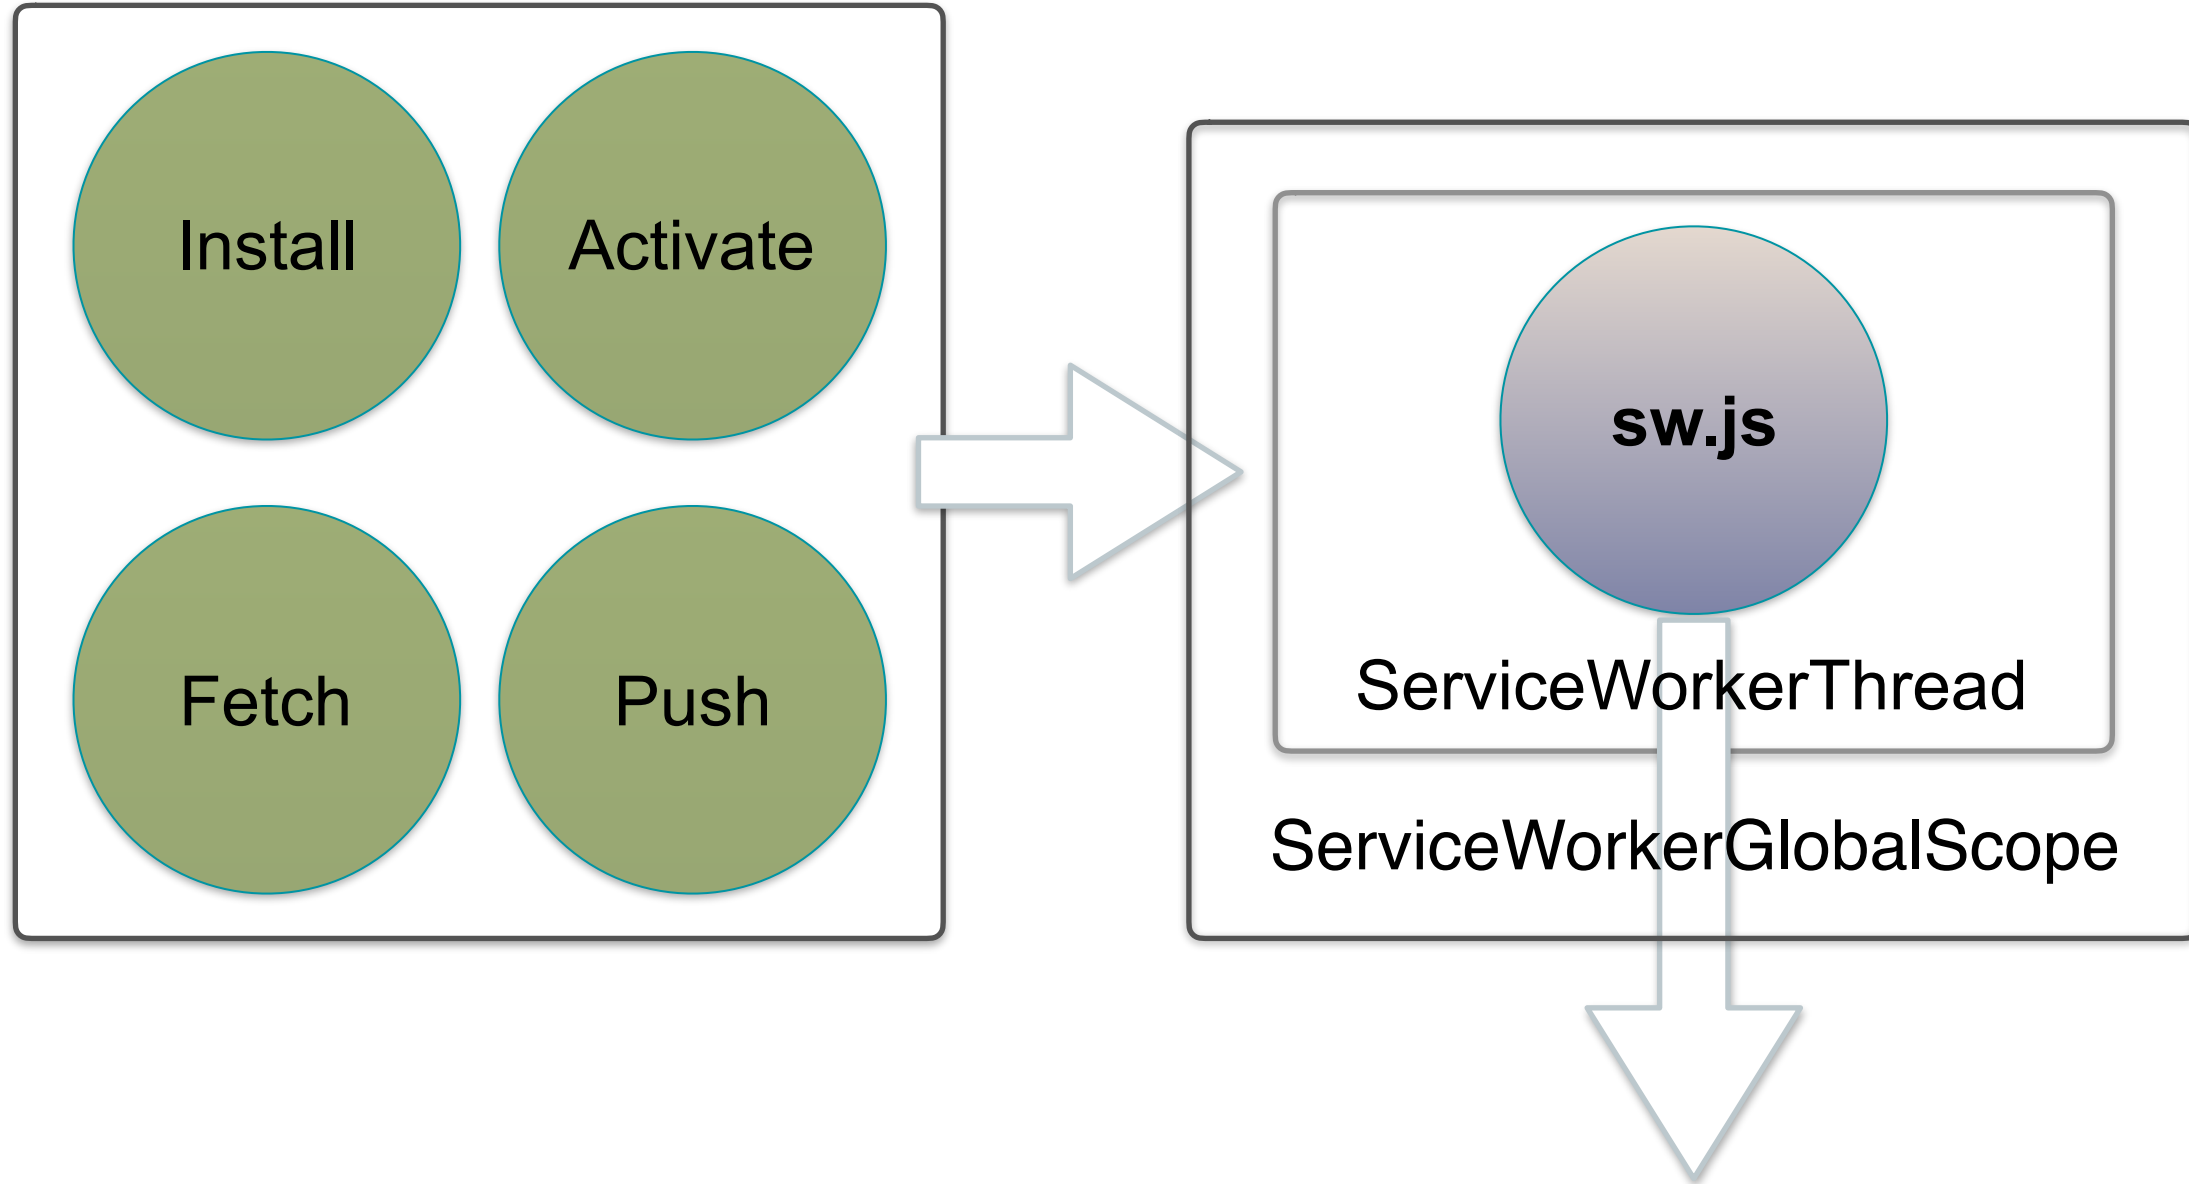 Install
Activate
Fetch
Push
sw.js
ServiceWorkerThread
ServiceWorkerGlobalScope